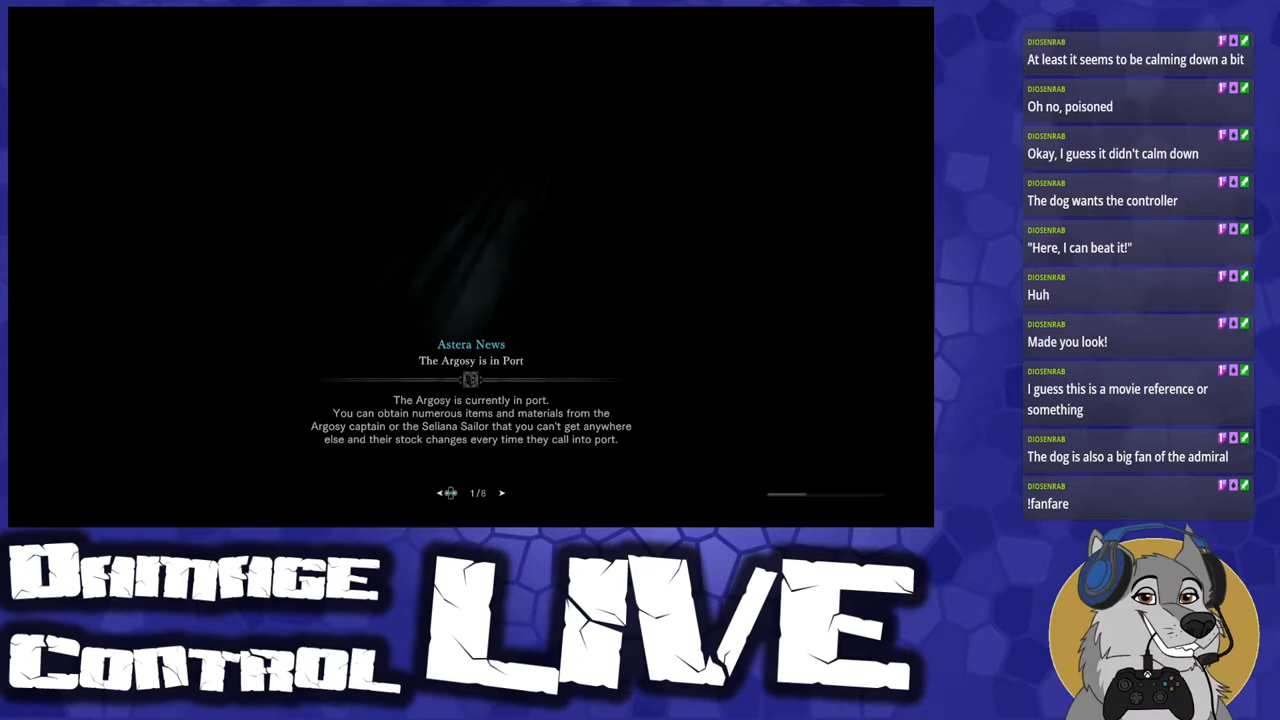 Astera News
The Argosy is in Port
The Argosy is currently in port.
You can obtain numerous items and materials from the
Argosy captain or the Seliana Sailor that you can't get anywhere
else and their stock changes every time they call into port.
1/8
DIOSENRAB
At least it seems to be calming down a bit
DIOSENRAB
Oh no, poisoned
DIOSENRAB
Okay, I guess it didn't calm down
DIOSENRAB
The dog wants the controller
DIOSENRAB
"Here, I can beat it!"
DIOSENRAB
Huh
DIOSENRAB
Made you look!
DIOSENRAB
I guess this is a movie reference or
something
DIOSENRAB
The dog is also a big fan of the admiral
DIOSENRAB
!fanfare
DAMAGE
CONTROL
LIVE